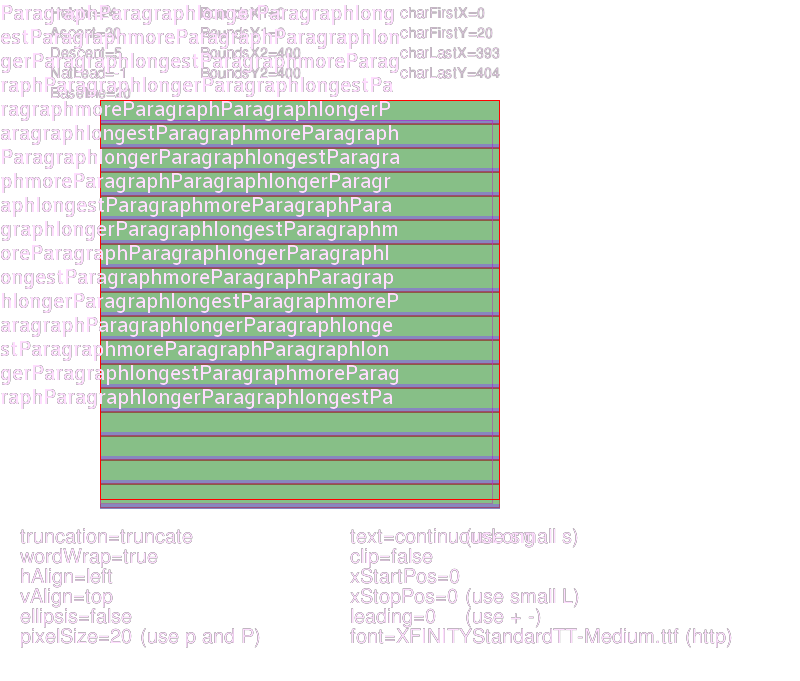 Height=24 BoundsX1=0 charFirstX=0
Ascent=20 BoundsY1=0 charFirstY=20
Descent=5 BoundsX2=400 charLastX=393
NatLead=-1 BoundsY2=400 charLastY=404
Baseline=20
ParagraphParagraphlongerParagraphlong
estParagraphmoreParagraphParagraphlon
gerParagraphlongestParagraphmoreParag
raphParagraphlongerParagraphlongestPa
ragraphmoreParagraphParagraphlongerP
aragraphlongestParagraphmoreParagraph
ParagraphlongerParagraphlongestParagra
phmoreParagraphParagraphlongerParagr
aphlongestParagraphmoreParagraphPara
graphlongerParagraphlongestParagraphm
oreParagraphParagraphlongerParagraphl
ongestParagraphmoreParagraphParagrap
hlongerParagraphlongestParagraphmoreP
aragraphParagraphlongerParagraphlonge
stParagraphmoreParagraphParagraphlon
gerParagraphlongestParagraphmoreParag
raphParagraphlongerParagraphlongestPa
truncation=truncate
wordWrap=true
hAlign=left
vAlign=top
ellipsis=false
pixelSize=20 (use p and P)
text=continuousLong (use small s)
clip=false
xStartPos=0
xStopPos=0 (use small L)
leading=0 (use + -)
font=XFINITYStandardTT-Medium.ttf (http)